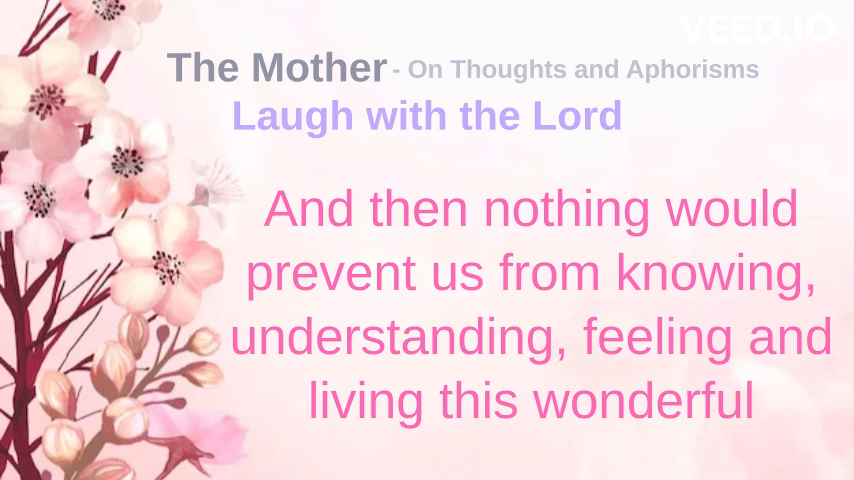 VEED.IO
The Mother - On Thoughts and Aphorisms
Laugh with the Lord
And then nothing would
prevent us from knowing,
understanding, feeling and
living this wonderful